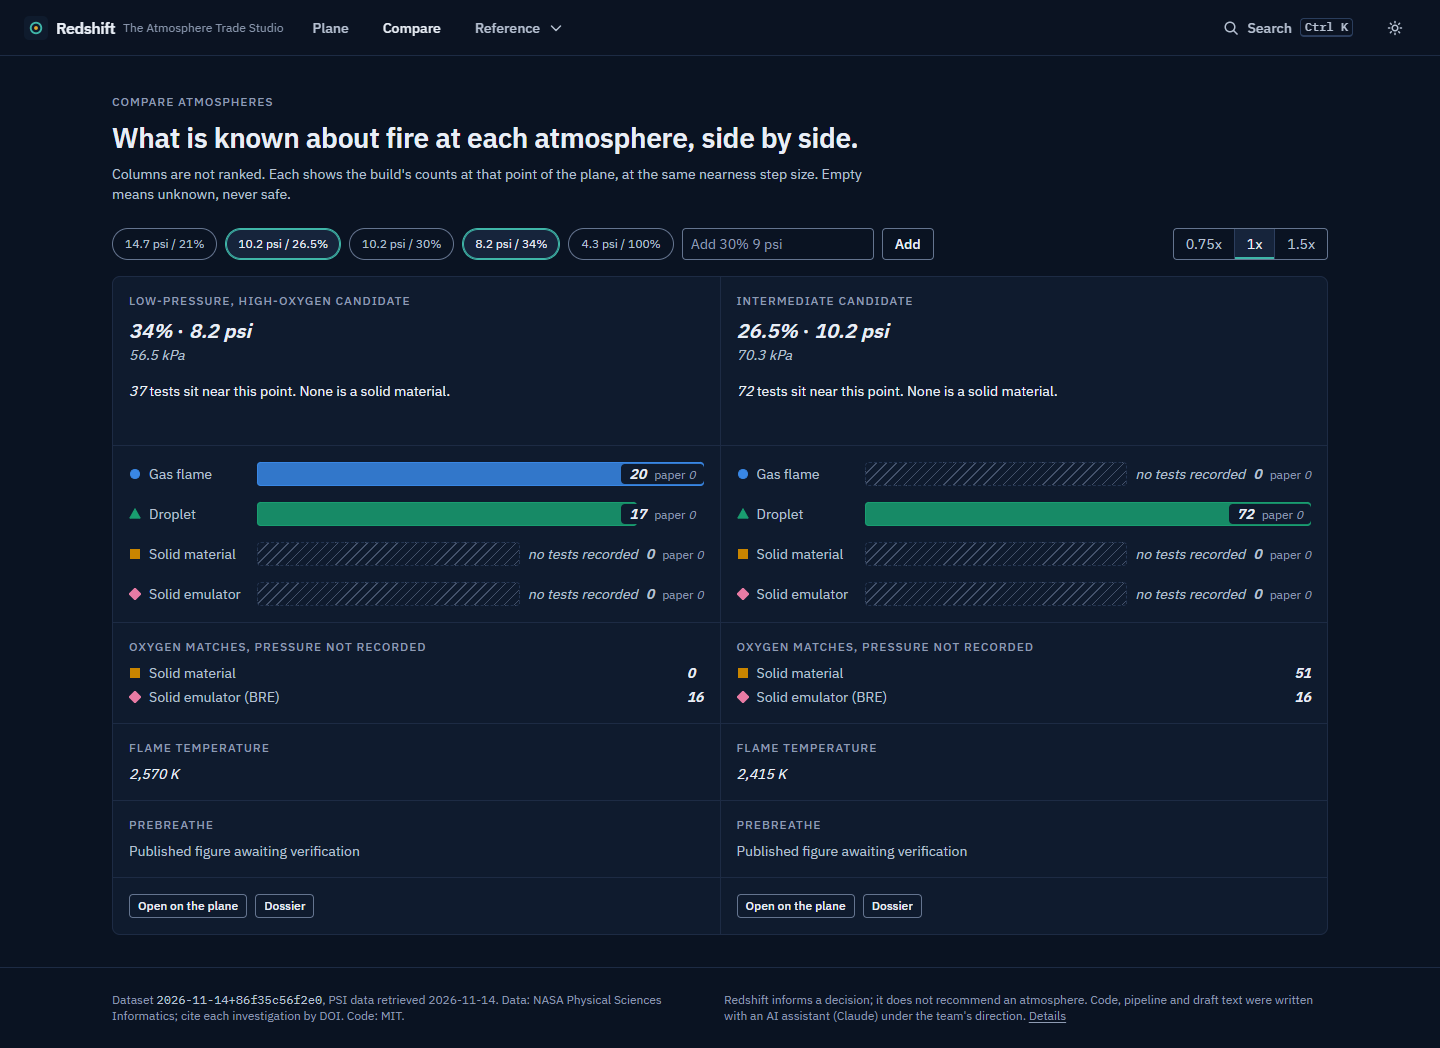 Redshift The Atmosphere Trade Studio Plane Compare Reference Search Ctrl K
COMPARE ATMOSPHERES
What is known about fire at each atmosphere, side by side.
Columns are not ranked. Each shows the build's counts at that point of the plane, at the same nearness step size. Empty
means unknown, never safe.
14.7 psi / 21% 10.2 psi / 26.5% 10.2 psi / 30% 8.2 psi / 34% 4.3 psi / 100% Add 30% 9 psi Add 0.75x 1x 1.5x
LOW-PRESSURE, HIGH-OXYGEN CANDIDATE
34% · 8.2 psi
56.5 kPa
37 tests sit near this point. None is a solid material.
Gas flame 20 paper 0
Droplet 17 paper 0
Solid material no tests recorded 0 paper 0
Solid emulator no tests recorded 0 paper 0
OXYGEN MATCHES, PRESSURE NOT RECORDED
Solid material 0
Solid emulator (BRE) 16
FLAME TEMPERATURE
2,570 K
PREBREATHE
Published figure awaiting verification
Open on the plane Dossier
INTERMEDIATE CANDIDATE
26.5% · 10.2 psi
70.3 kPa
72 tests sit near this point. None is a solid material.
Gas flame no tests recorded 0 paper 0
Droplet 72 paper 0
Solid material no tests recorded 0 paper 0
Solid emulator no tests recorded 0 paper 0
OXYGEN MATCHES, PRESSURE NOT RECORDED
Solid material 51
Solid emulator (BRE) 16
FLAME TEMPERATURE
2,415 K
PREBREATHE
Published figure awaiting verification
Open on the plane Dossier
Dataset 2026-11-14+86f35c56f2e0, PSI data retrieved 2026-11-14. Data: NASA Physical Sciences
Informatics; cite each investigation by DOI. Code: MIT.
Redshift informs a decision; it does not recommend an atmosphere. Code, pipeline and draft text were written
with an AI assistant (Claude) under the team's direction. Details